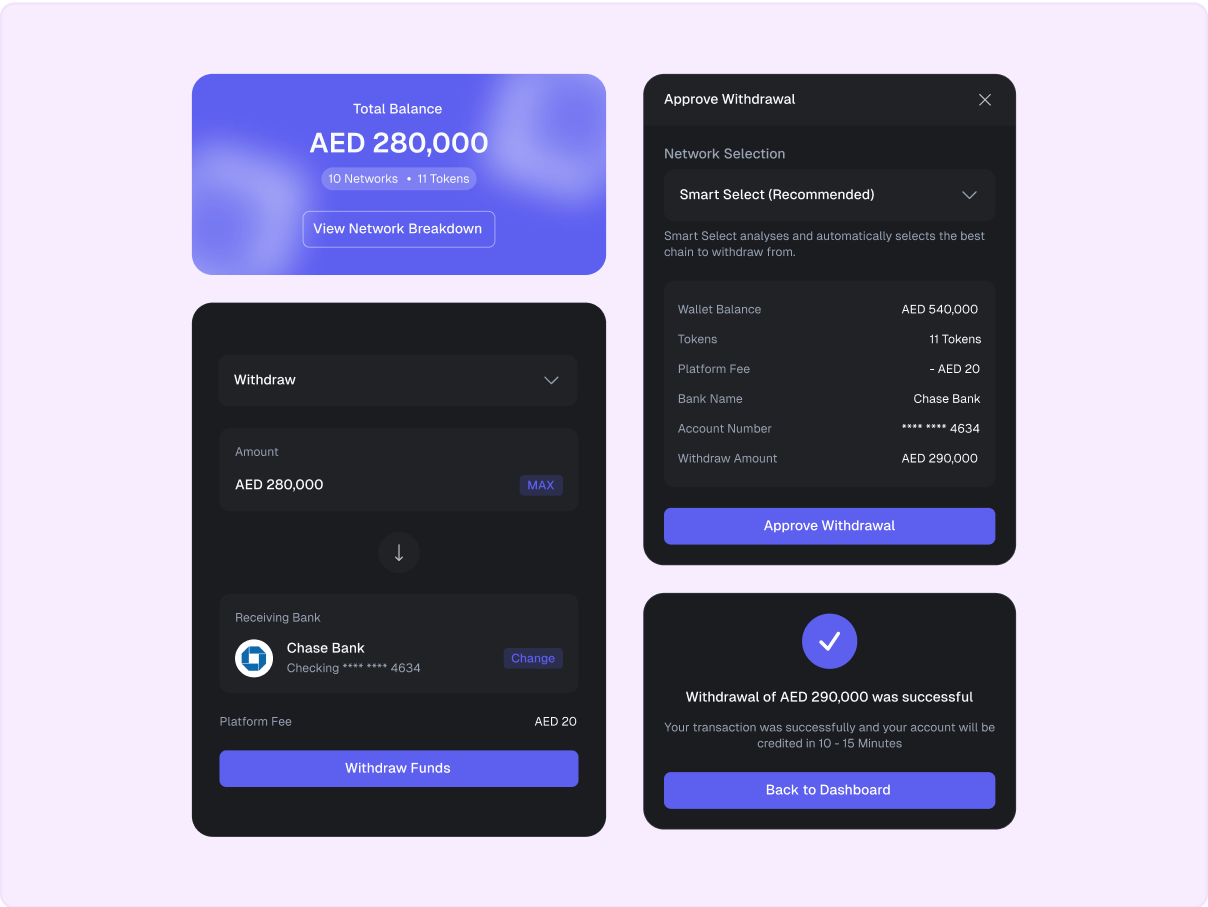 Total Balance
AED 280,000
10 Networks • 11 Tokens
View Network Breakdown
Withdraw
Amount
AED 280,000
MAX
Receiving Bank
Chase Bank
Checking **** **** 4634
Change
Platform Fee
AED 20
Withdraw Funds
Approve Withdrawal
Network Selection
Smart Select (Recommended)
Smart Select analyses and automatically selects the best
chain to withdraw from.
Wallet Balance AED 540,000
Tokens 11 Tokens
Platform Fee - AED 20
Bank Name Chase Bank
Account Number **** **** 4634
Withdraw Amount AED 290,000
Approve Withdrawal
Withdrawal of AED 290,000 was successful
Your transaction was successfully and your account will be
credited in 10 - 15 Minutes
Back to Dashboard